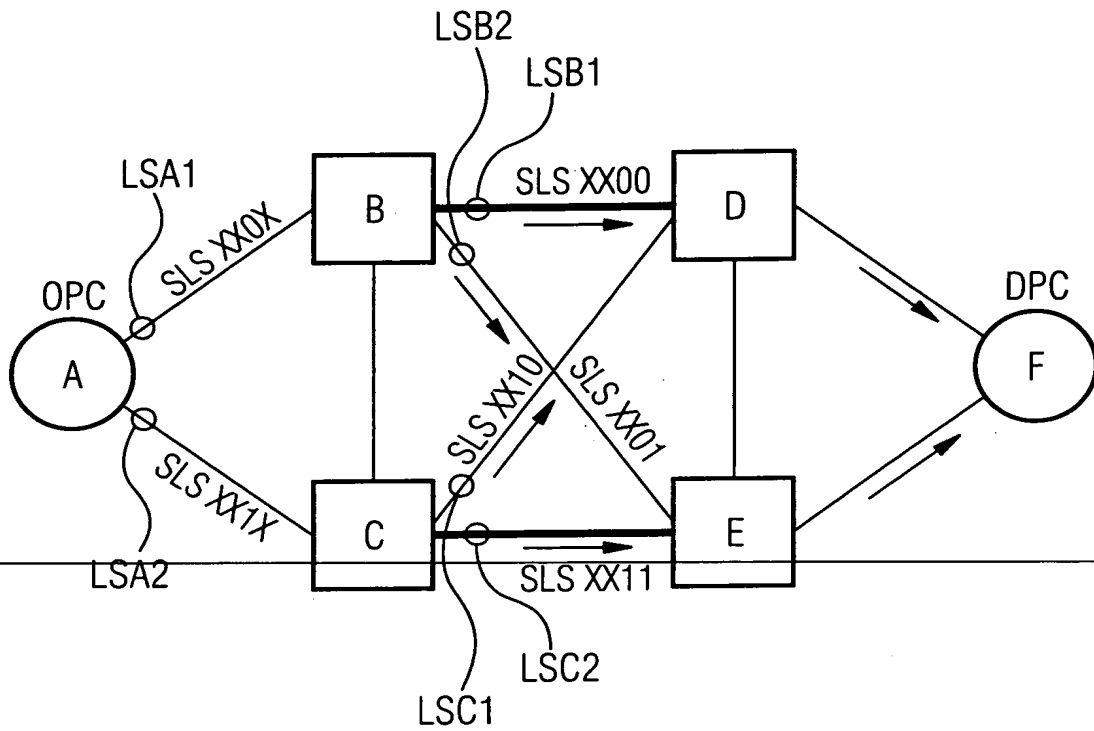 LSB2
LSB1
LSA1
SLS XX0X
B
SLS XX00
D
OPC
DPC
A
F
SLS XX10
SLS XX01
SLS XX1X
C
E
LSA2
SLS XX11
LSC2
LSC1